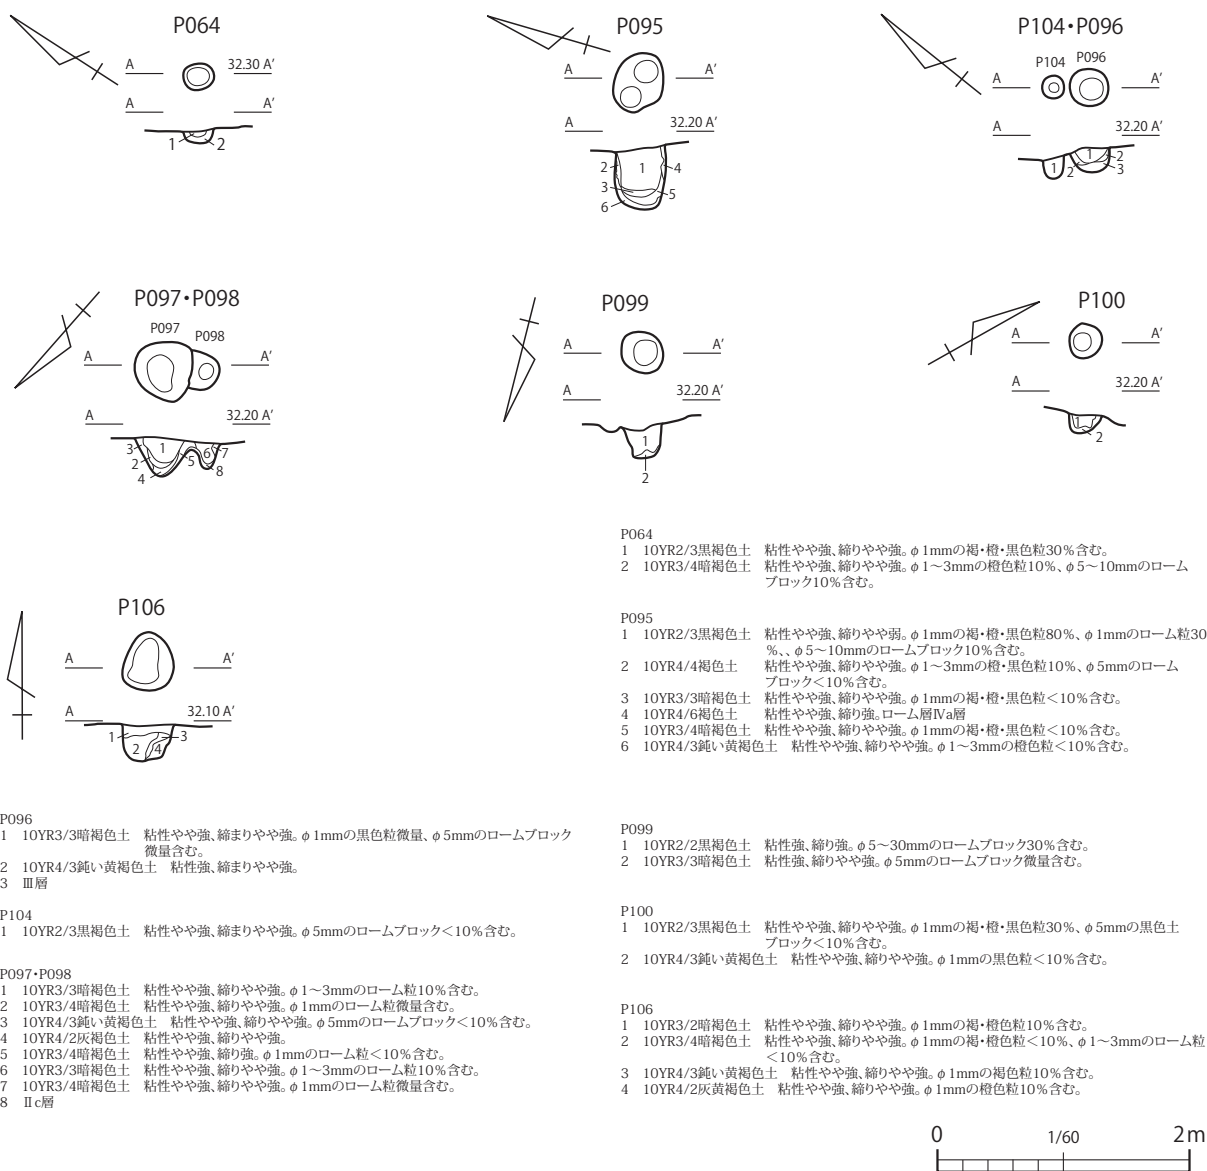 P064
A 32.30 A′
A A′
1 2
P095
A A′
A 32.20 A′
2 1 4
3 5
6
P104・P096
P104 P096
A A′
A 32.20 A′
1 2 1 2
3
P097・P098
P097 P098
A A′
A 32.20 A′
3 1 6 7
2 5
4 8
P099
A A′
A 32.20 A′
1
2
P100
A A′
A 32.20 A′
1
2
P106
A A′
A 32.10 A′
1 3
2 4
P064
1 10YR2/3黒褐色土 粘性やや強、締りやや強。φ1mmの褐・橙・黒色粒30%含む。
2 10YR3/4暗褐色土 粘性やや強、締りやや強。φ1～3mmの橙色粒10%、φ5～10mmのローム
ブロック10%含む。
P095
1 10YR2/3黒褐色土 粘性やや強、締りやや弱。φ1mmの褐・橙・黒色粒80%、φ1mmのローム粒30
%、、φ5～10mmのロームブロック10%含む。
2 10YR4/4褐色土 粘性やや強、締りやや強。φ1～3mmの橙・黒色粒10%、φ5mmのローム
ブロック＜10%含む。
3 10YR3/3暗褐色土 粘性やや強、締りやや強。φ1mmの褐・橙・黒色粒＜10%含む。
4 10YR4/6褐色土 粘性やや強、締り強。ローム層Ⅳa層
5 10YR3/4暗褐色土 粘性やや強、締りやや強。φ1mmの褐・橙・黒色粒＜10%含む。
6 10YR4/3鈍い黄褐色土 粘性やや強、締りやや強。φ1～3mmの橙色粒＜10%含む。
P096
1 10YR3/3暗褐色土 粘性やや強、締まりやや強。φ1mmの黒色粒微量、φ5mmのロームブロック
微量含む。
2 10YR4/3鈍い黄褐色土 粘性強、締まりやや強。
3 Ⅲ層
P104
1 10YR2/3黒褐色土 粘性やや強、締まりやや強。φ5mmのロームブロック＜10%含む。
P097・P098
1 10YR3/3暗褐色土 粘性やや強、締りやや強。φ1～3mmのローム粒10%含む。
2 10YR3/4暗褐色土 粘性やや強、締りやや強。φ1mmのローム粒微量含む。
3 10YR4/3鈍い黄褐色土 粘性やや強、締りやや強。φ5mmのロームブロック＜10%含む。
4 10YR4/2灰褐色土 粘性やや強、締りやや強。
5 10YR3/4暗褐色土 粘性やや強、締り強。φ1mmのローム粒＜10%含む。
6 10YR3/3暗褐色土 粘性やや強、締りやや強。φ1～3mmのローム粒10%含む。
7 10YR3/4暗褐色土 粘性やや強、締りやや強。φ1mmのローム粒微量含む。
8 Ⅱc層
P099
1 10YR2/2黒褐色土 粘性強、締り強。φ5～30mmのロームブロック30%含む。
2 10YR3/3暗褐色土 粘性強、締りやや強。φ5mmのロームブロック微量含む。
P100
1 10YR2/3黒褐色土 粘性やや強、締りやや強。φ1mmの褐・橙・黒色粒30%、φ5mmの黒色土
ブロック＜10%含む。
2 10YR4/3鈍い黄褐色土 粘性やや強、締りやや強。φ1mmの黒色粒＜10%含む。
P106
1 10YR3/2暗褐色土 粘性やや強、締りやや強。φ1mmの褐・橙色粒10%含む。
2 10YR3/4暗褐色土 粘性やや強、締りやや強。φ1mmの褐・橙色粒＜10%、φ1～3mmのローム粒
＜10%含む。
3 10YR4/3鈍い黄褐色土 粘性やや強、締りやや強。φ1mmの褐色粒10%含む。
4 10YR4/2灰黄褐色土 粘性やや強、締りやや強。φ1mmの橙色粒10%含む。
0 1/60 2m